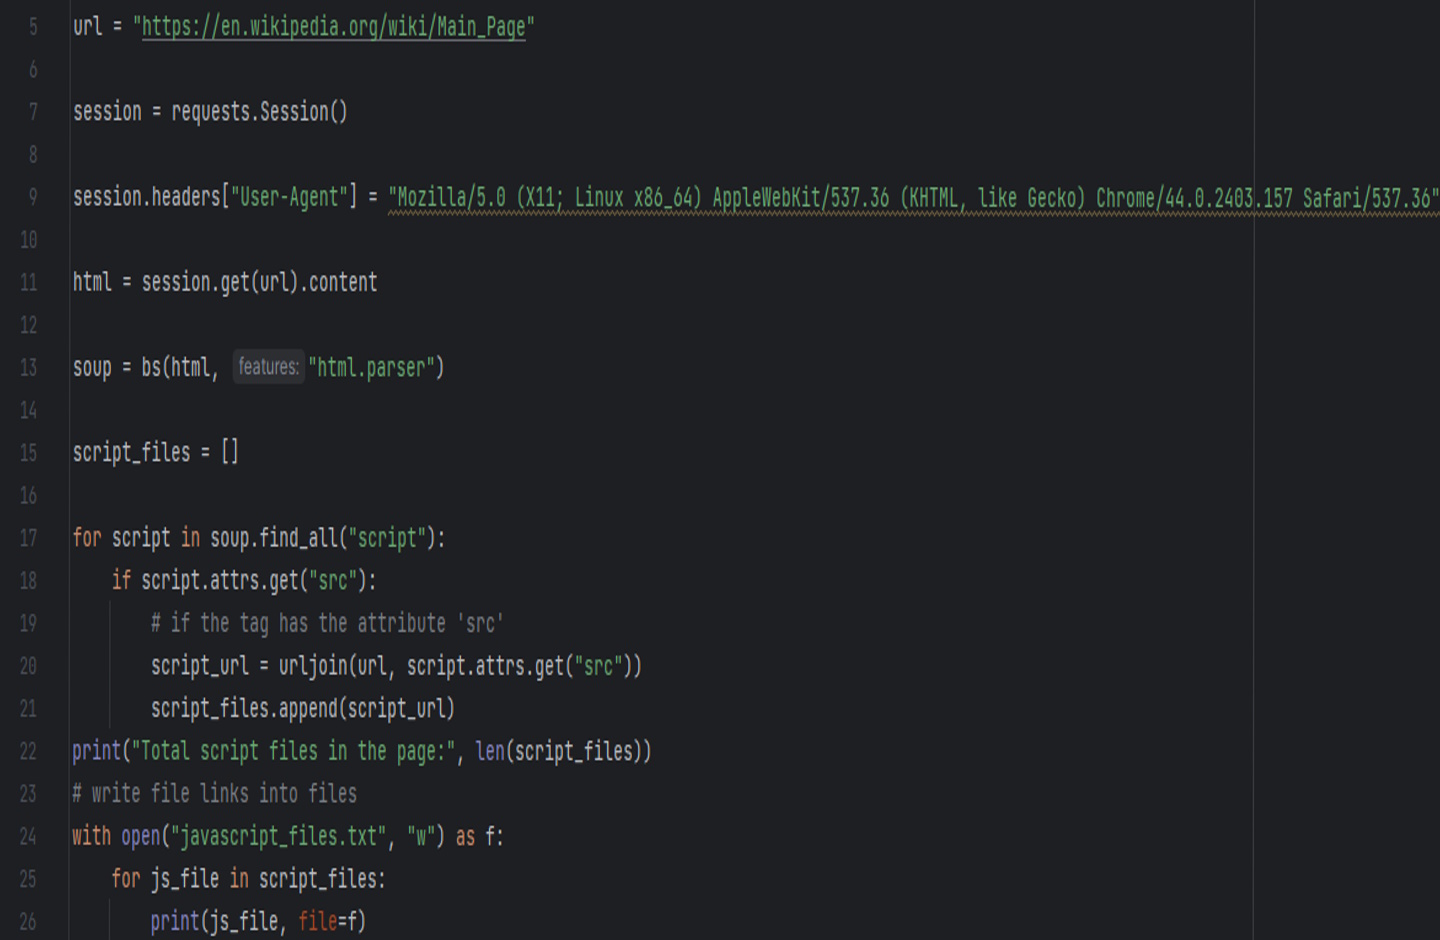 5 url = "https://en.wikipedia.org/wiki/Main_Page"
6
7 session = requests.Session()
8
9 session.headers["User-Agent"] = "Mozilla/5.0 (X11; Linux x86_64) AppleWebKit/537.36 (KHTML, like Gecko) Chrome/44.0.2403.157 Safari/537.36"
10
11 html = session.get(url).content
12
13 soup = bs(html, features: "html.parser")
14
15 script_files = []
16
17 for script in soup.find_all("script"):
18     if script.attrs.get("src"):
19         # if the tag has the attribute 'src'
20         script_url = urljoin(url, script.attrs.get("src"))
21         script_files.append(script_url)
22 print("Total script files in the page:", len(script_files))
23 # write file links into files
24 with open("javascript_files.txt", "w") as f:
25     for js_file in script_files:
26         print(js_file, file=f)